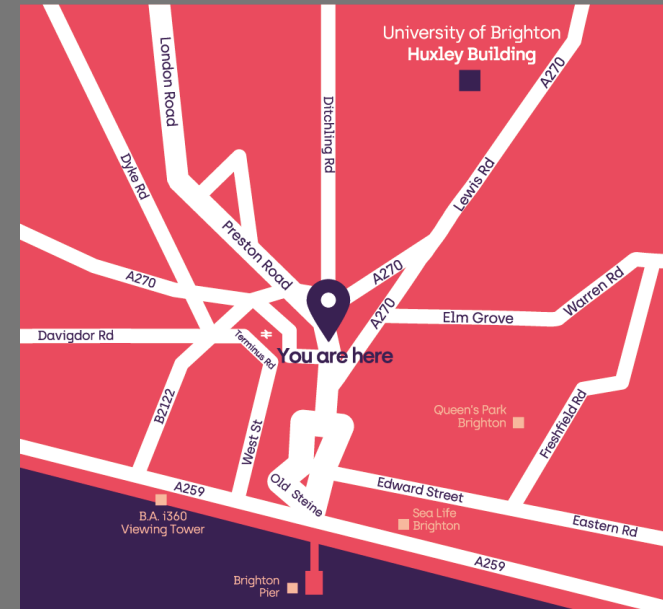 University of Brighton
Huxley Building
London Road
A270
Ditchling Rd
Dyke Rd
Lewis Rd
Preston Road
A270
A270
A270
Warren Rd
Elm Grove
Davigdor Rd
Terminus Rd
You are here
B2122
West St
Queen's Park
Brighton
Freshfield Rd
Old Steine
Edward Street
A259
B.A. i360
Viewing Tower
Sea Life
Brighton
Eastern Rd
A259
Brighton
Pier